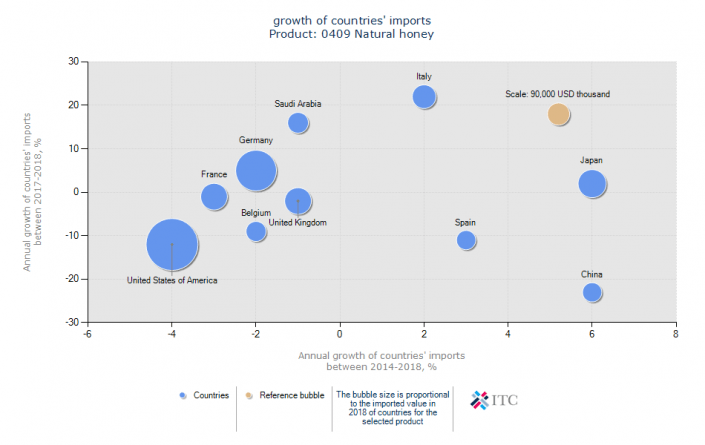 growth of countries' imports
Product: 0409 Natural honey
Annual growth of countries' imports
between 2017-2018, %
30
20
10
0
-10
-20
-30
Italy
Scale: 90,000 USD thousand
Saudi Arabia
Germany
Japan
France
Belgium
United Kingdom
Spain
United States of America
China
-6
-4
-2
0
2
4
6
8
Annual growth of countries' imports
between 2014-2018, %
Countries
Reference bubble
The bubble size is proportional
to the imported value in
2018 of countries for the
selected product
ITC